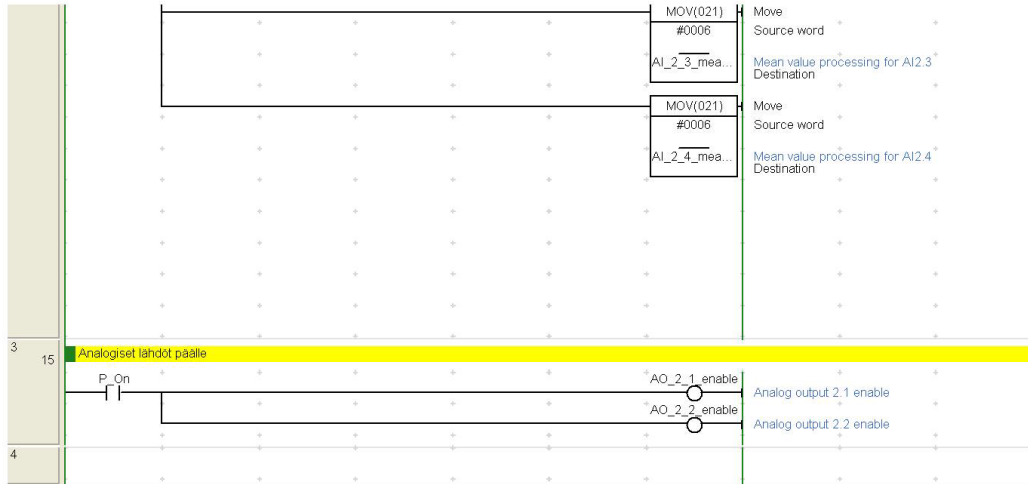 MOV(021) Move
#0006 Source word
AI_2_3_mea... Mean value processing for AI2.3
Destination
MOV(021) Move
#0006 Source word
AI_2_4_mea... Mean value processing for AI2.4
Destination
3 15 Analogiset lähdöt päälle
P_On AO_2_1_enable
Analog output 2.1 enable
AO_2_2_enable
Analog output 2.2 enable
4